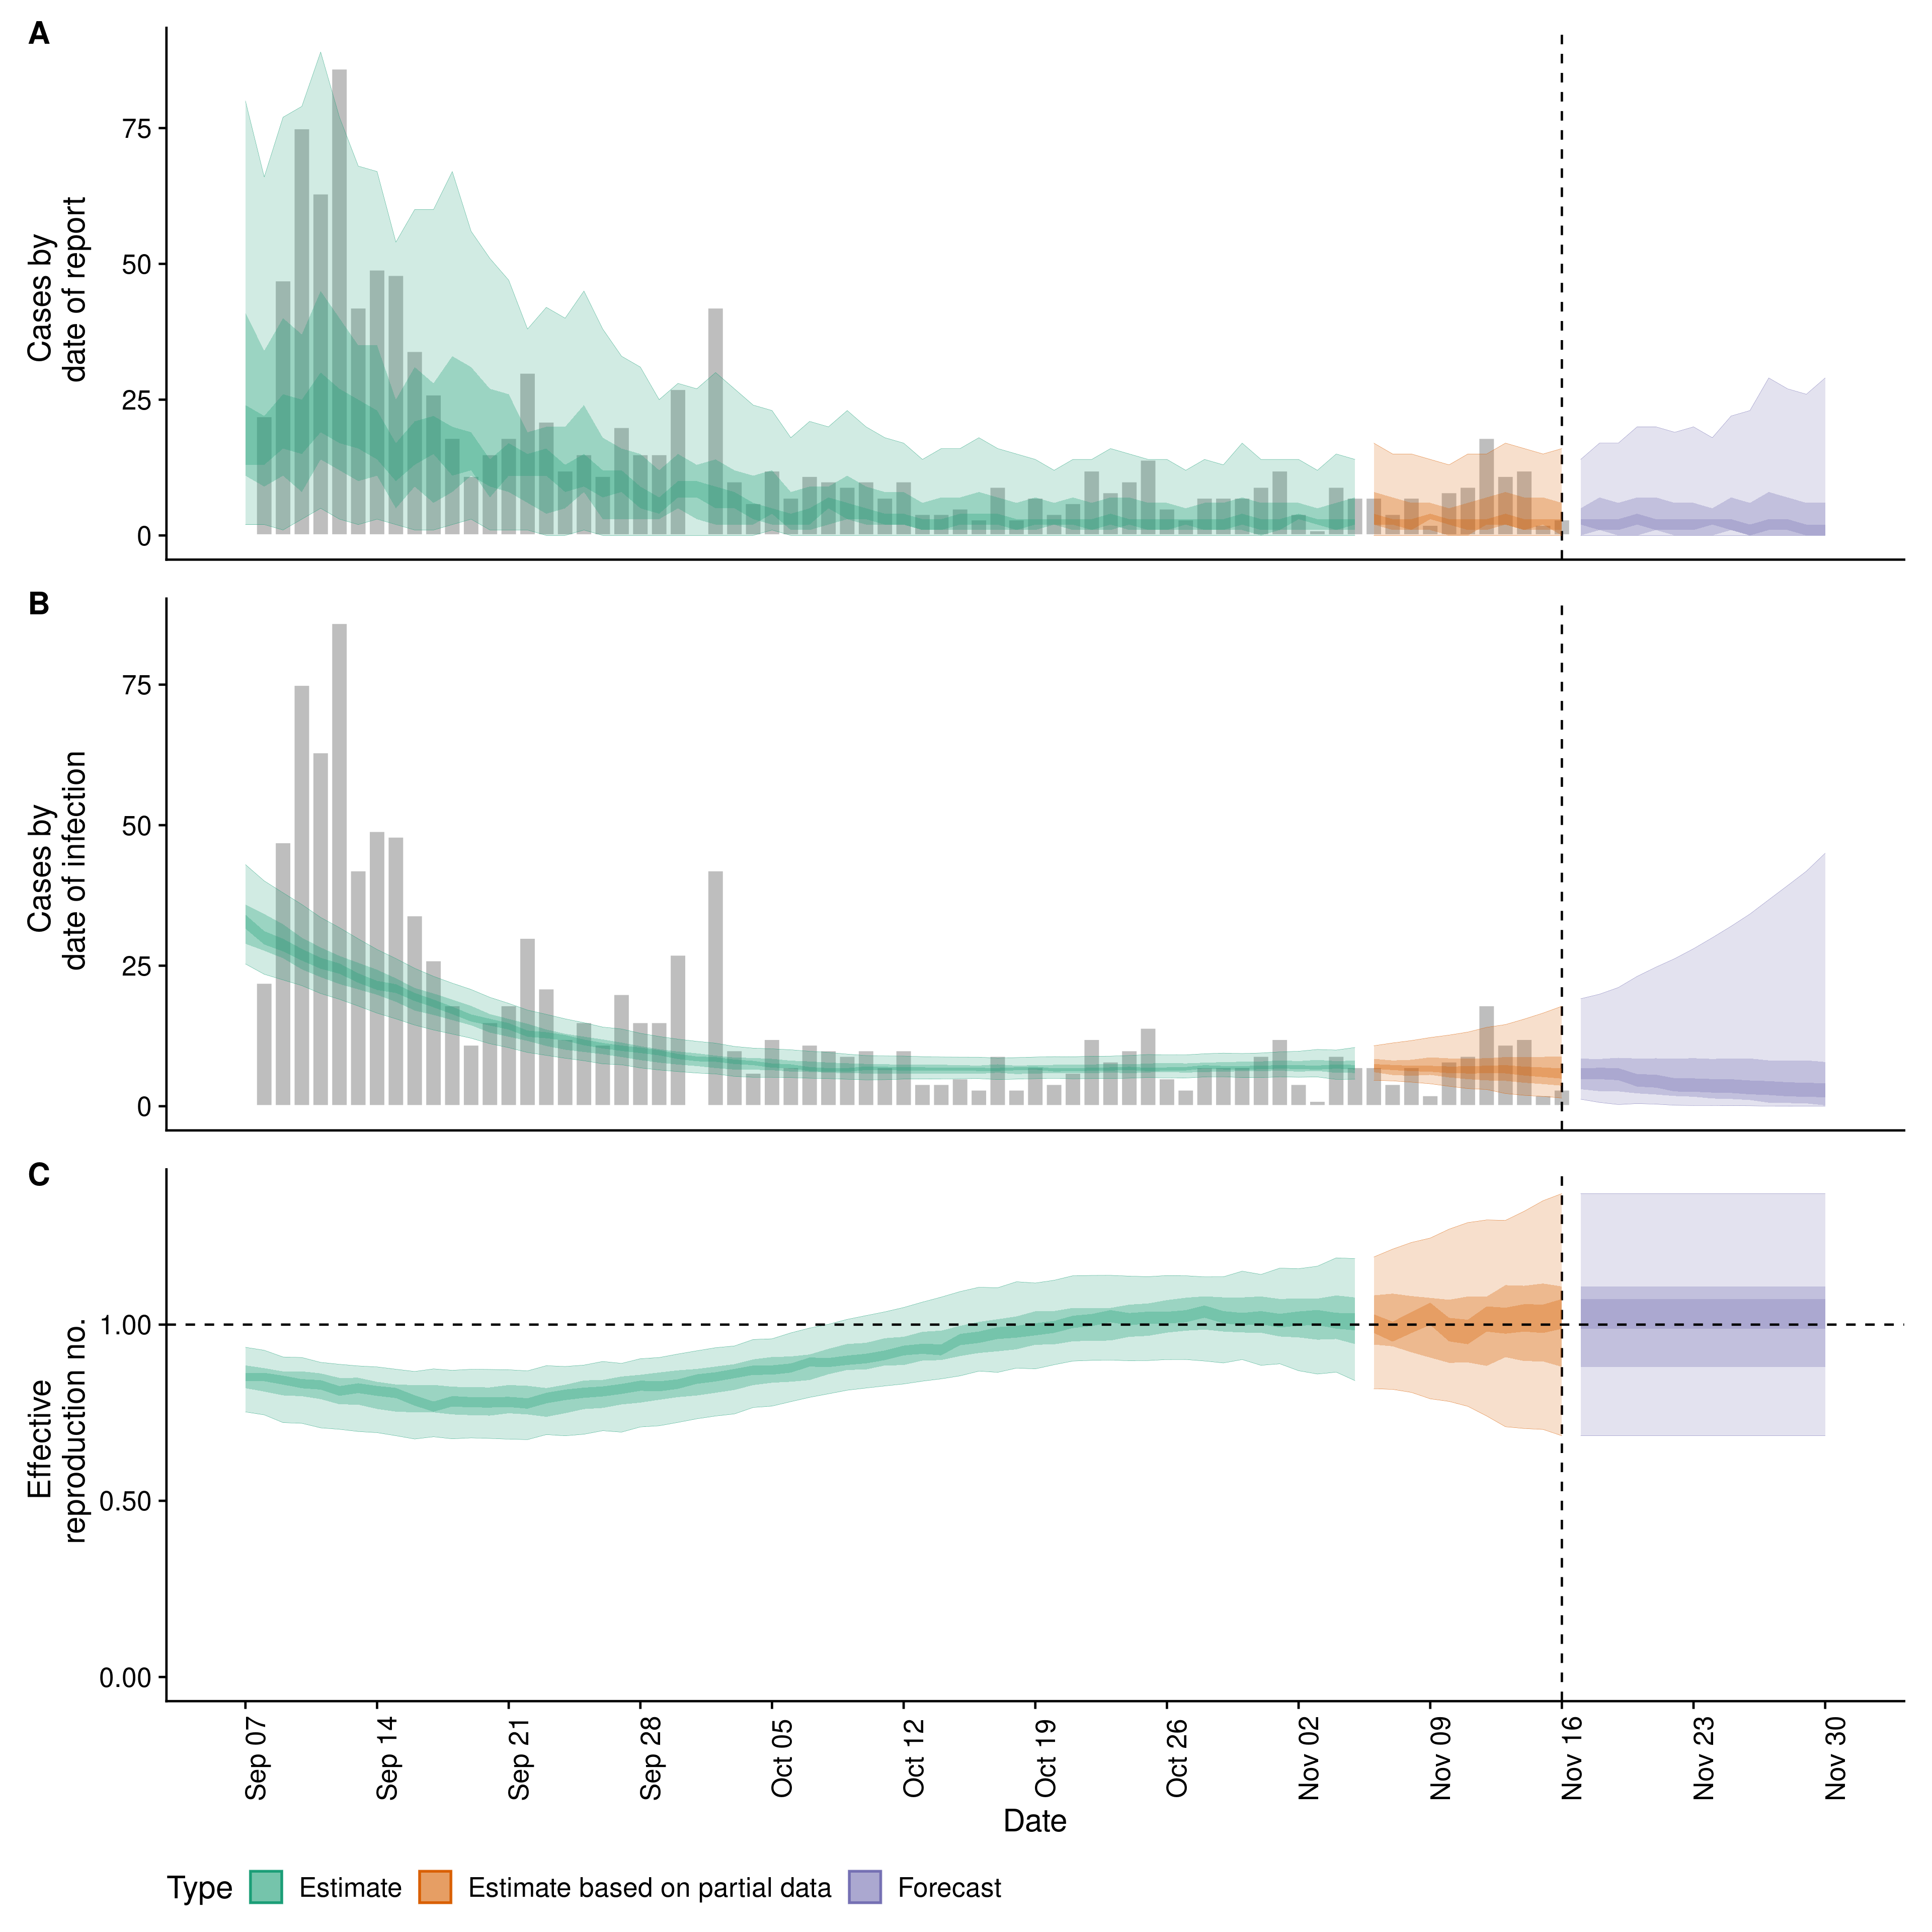 A
75
50
25
0
Cases by
date of report
B
75
50
25
0
Cases by
date of infection
C
1.00
0.50
0.00
Effective
reproduction no.
Sep 07
Sep 14
Sep 21
Sep 28
Oct 05
Oct 12
Oct 19
Oct 26
Nov 02
Nov 09
Nov 16
Nov 23
Nov 30
Date
Type Estimate Estimate based on partial data Forecast